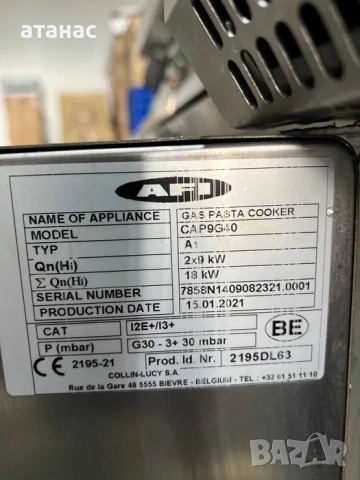 атанас
AFI
NAME OF APPLIANCE GAS PASTA COOKER
MODEL CAP9G40
TYP A1
Qn(Hi) 2x9 kW
Σ Qn(Hi) 18 kW
SERIAL NUMBER 7858N1409082321.0001
PRODUCTION DATE 15.01.2021
CAT I2E+/I3+ BE
P (mbar) G30 - 3+ 30 mbar
CE 2195-21 Prod. Id. Nr. 2195DL63
COLLIN-LUCY S.A.
Rue de la Gare 49 5555 BIEVRE - BELGIUM - TEL.: +32 61 51 11 10
BAZAR